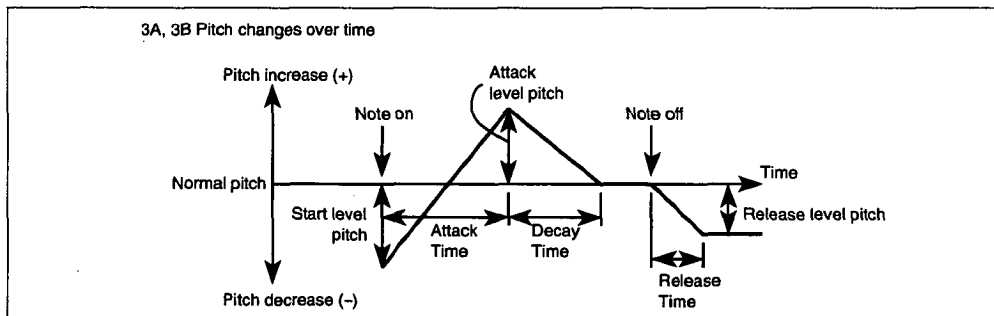 3A, 3B Pitch changes over time
Pitch increase (+)
Attack
level pitch
Note on
Note off
Normal pitch
Time
Start level
pitch
Attack
Time
Decay
Time
Release level pitch
Release
Time
Pitch decrease (–)